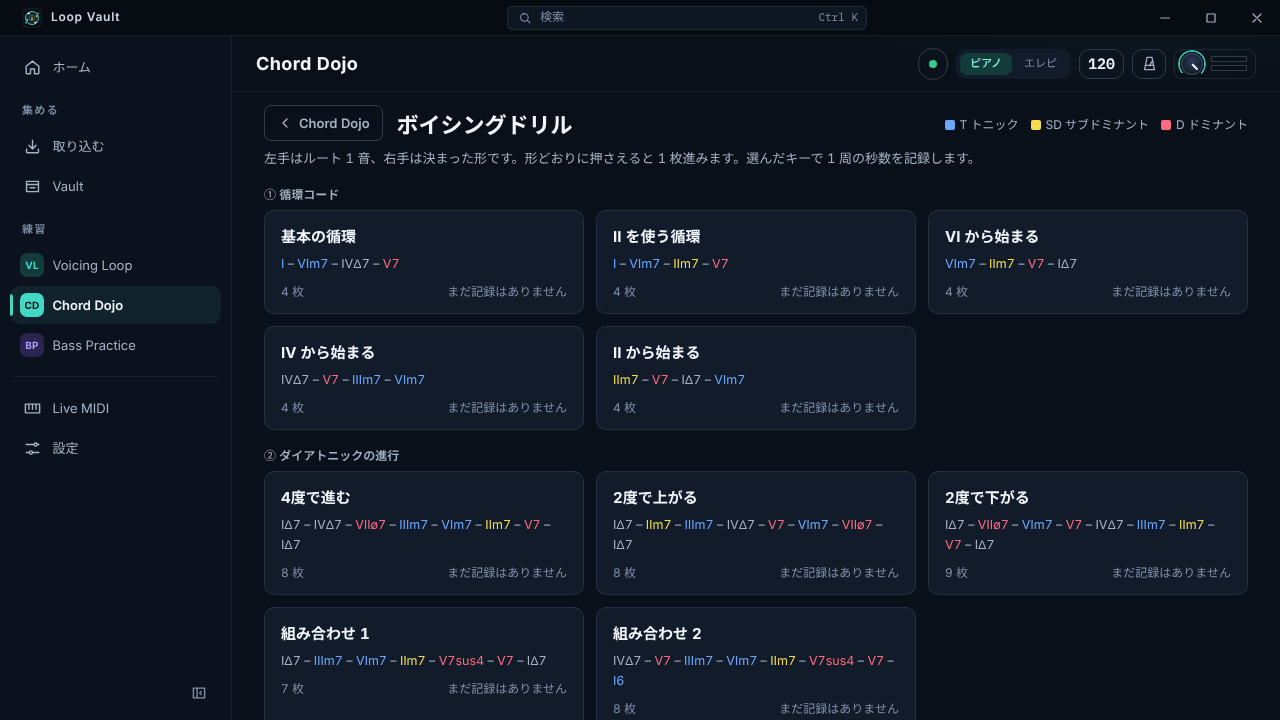 Loop Vault
検索
Ctrl K
ホーム
集める
取り込む
Vault
練習
VL Voicing Loop
CD Chord Dojo
BP Bass Practice
Live MIDI
設定
Chord Dojo
ピアノ
エレピ
120
Chord Dojo
ボイシングドリル
T トニック
SD サブドミナント
D ドミナント
左手はルート 1 音、右手は決まった形です。形どおりに押さえると 1 枚進みます。選んだキーで 1 周の秒数を記録します。
① 循環コード
基本の循環
I – VIm7 – IVΔ7 – V7
4 枚
まだ記録はありません
II を使う循環
I – VIm7 – IIm7 – V7
4 枚
まだ記録はありません
VI から始まる
VIm7 – IIm7 – V7 – IΔ7
4 枚
まだ記録はありません
IV から始まる
IVΔ7 – V7 – IIIm7 – VIm7
4 枚
まだ記録はありません
II から始まる
IIm7 – V7 – IΔ7 – VIm7
4 枚
まだ記録はありません
② ダイアトニックの進行
4度で進む
IΔ7 – IVΔ7 – VIIø7 – IIIm7 – VIm7 – IIm7 – V7 –
IΔ7
8 枚
まだ記録はありません
2度で上がる
IΔ7 – IIm7 – IIIm7 – IVΔ7 – V7 – VIm7 – VIIø7 –
IΔ7
8 枚
まだ記録はありません
2度で下がる
IΔ7 – VIIø7 – VIm7 – V7 – IVΔ7 – IIIm7 – IIm7 –
V7 – IΔ7
9 枚
まだ記録はありません
組み合わせ 1
IΔ7 – IIIm7 – VIm7 – IIm7 – V7sus4 – V7 – IΔ7
7 枚
まだ記録はありません
組み合わせ 2
IVΔ7 – V7 – IIIm7 – VIm7 – IIm7 – V7sus4 – V7 –
I6
8 枚
まだ記録はありません